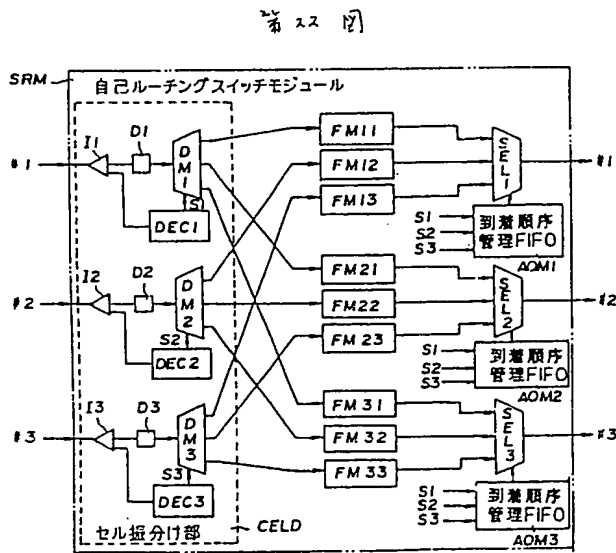 第22図
SRM
自己ルーチングスイッチモジュール
I1
D1
#1
DM1
S1
DEC1
FM11
FM12
FM13
SEL1
#1
S1
S2
S3
到着順序
管理FIFO
AOM1
I2
D2
#2
DM2
S2
DEC2
FM21
FM22
FM23
SEL2
#2
S1
S2
S3
到着順序
管理FIFO
AOM2
I3
D3
#3
DM3
S3
DEC3
FM31
FM32
FM33
SEL3
#3
S1
S2
S3
到着順序
管理FIFO
AOM3
セル振分け部
CELD